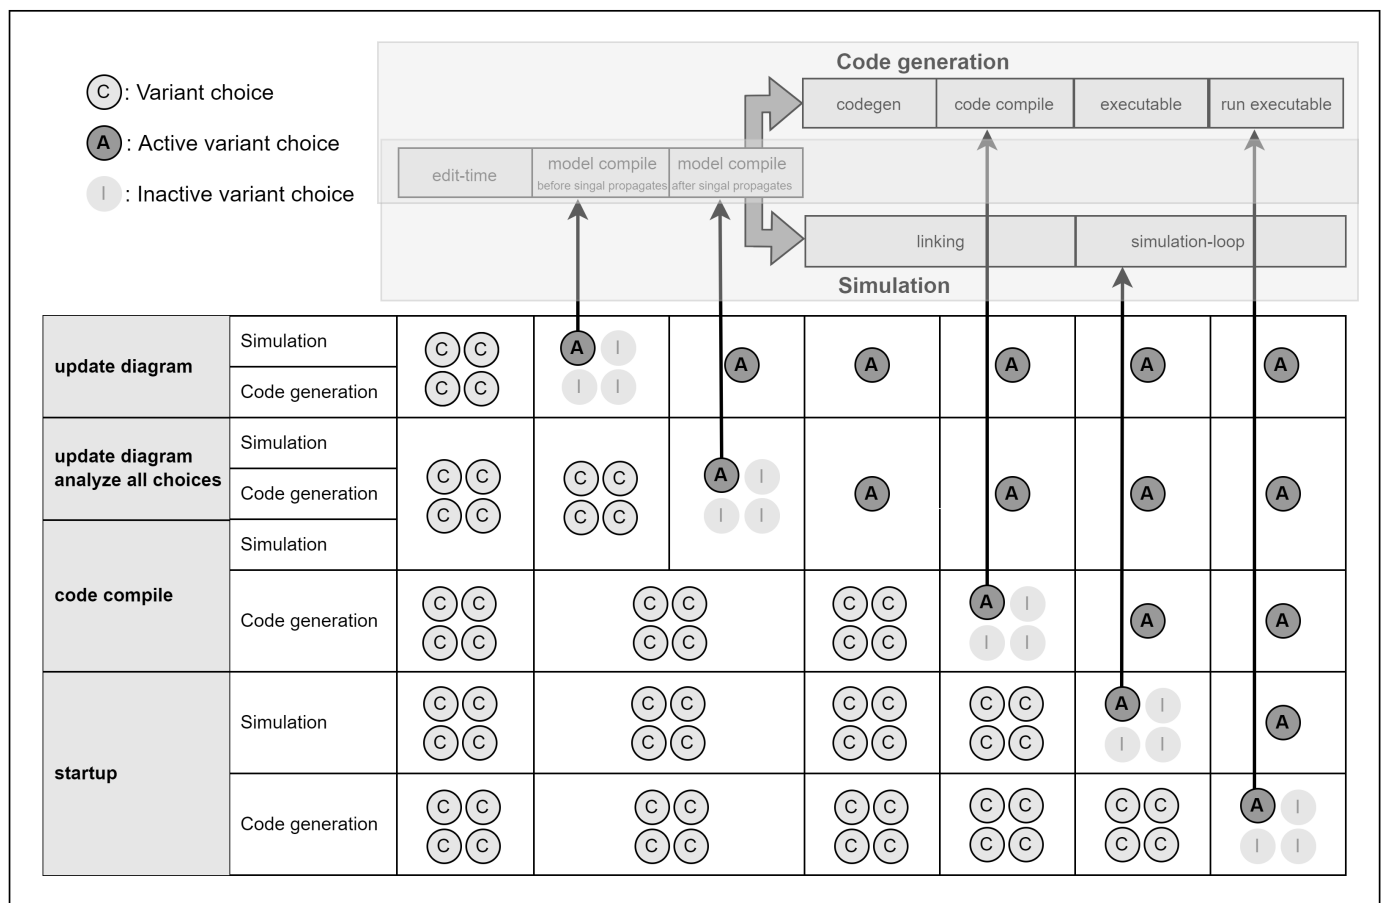 C : Variant choice
A : Active variant choice
I : Inactive variant choice
Code generation
codegen code compile executable run executable
edit-time model compile model compile
before singal propagates after singal propagates
linking simulation-loop
Simulation
update diagram
Simulation
C C A I
A A A A A
Code generation
C C I I
update diagram
analyze all choices
Simulation
C C C C A I
Code generation
A A A A
C C C C I I
Simulation
code compile
Code generation
C C C C C C A I
A A
C C C C C C I I
startup
Simulation
C C C C C C C C A I
A
C C C C C C C C I I
Code generation
C C C C C C C C C C A I
C C C C C C C C C C I I